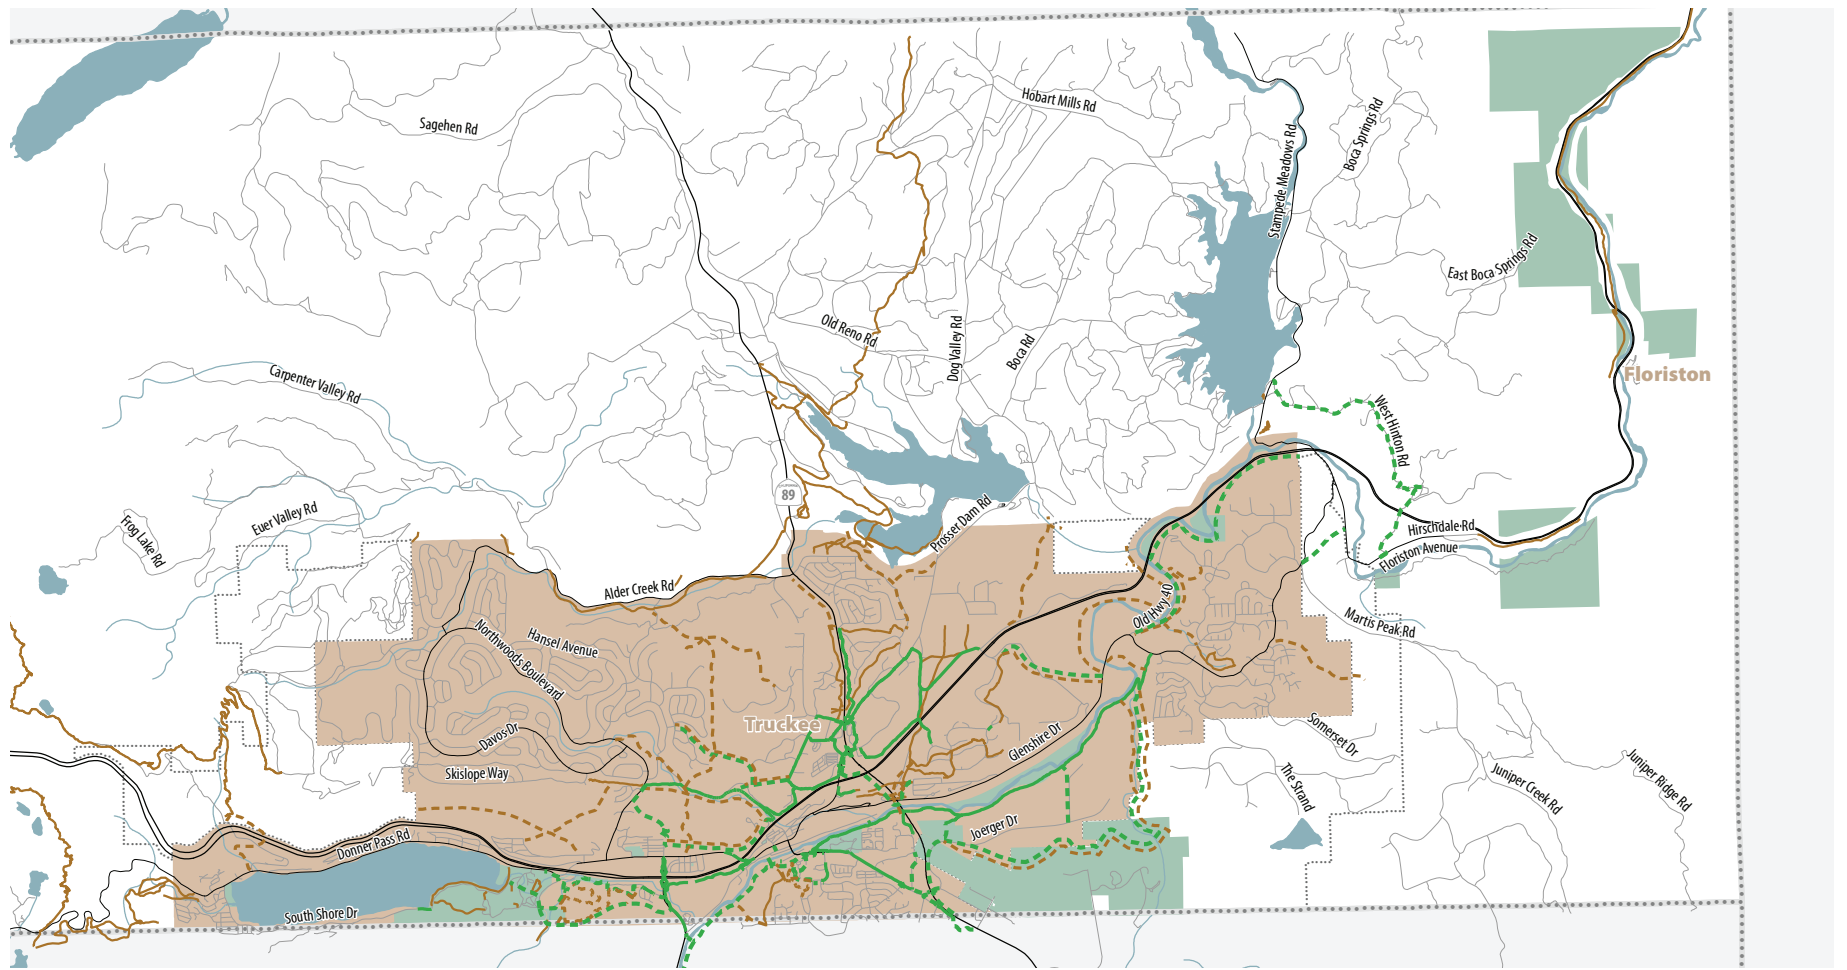 Hobart Mills Rd
Sagehen Rd
Boca Springs Rd
Stampede Meadows Rd
East Boca Springs Rd
Old Reno Rd
Dog Valley Rd
Boca Rd
Floriston
Carpenter Valley Rd
West Hinton Rd
CALIFORNIA
89
Euer Valley Rd
Frog Lake Rd
Prosser Dam Rd
Hirschdale Rd
Floriston Avenue
Alder Creek Rd
Old Hwy 40
Martis Peak Rd
Hansel Avenue
Northwoods Boulevard
Truckee
Davos Dr
Glenshire Dr
Somerset Dr
Skislope Way
The Strand
Juniper Creek Rd
Juniper Ridge Rd
Joerger Dr
Donner Pass Rd
South Shore Dr